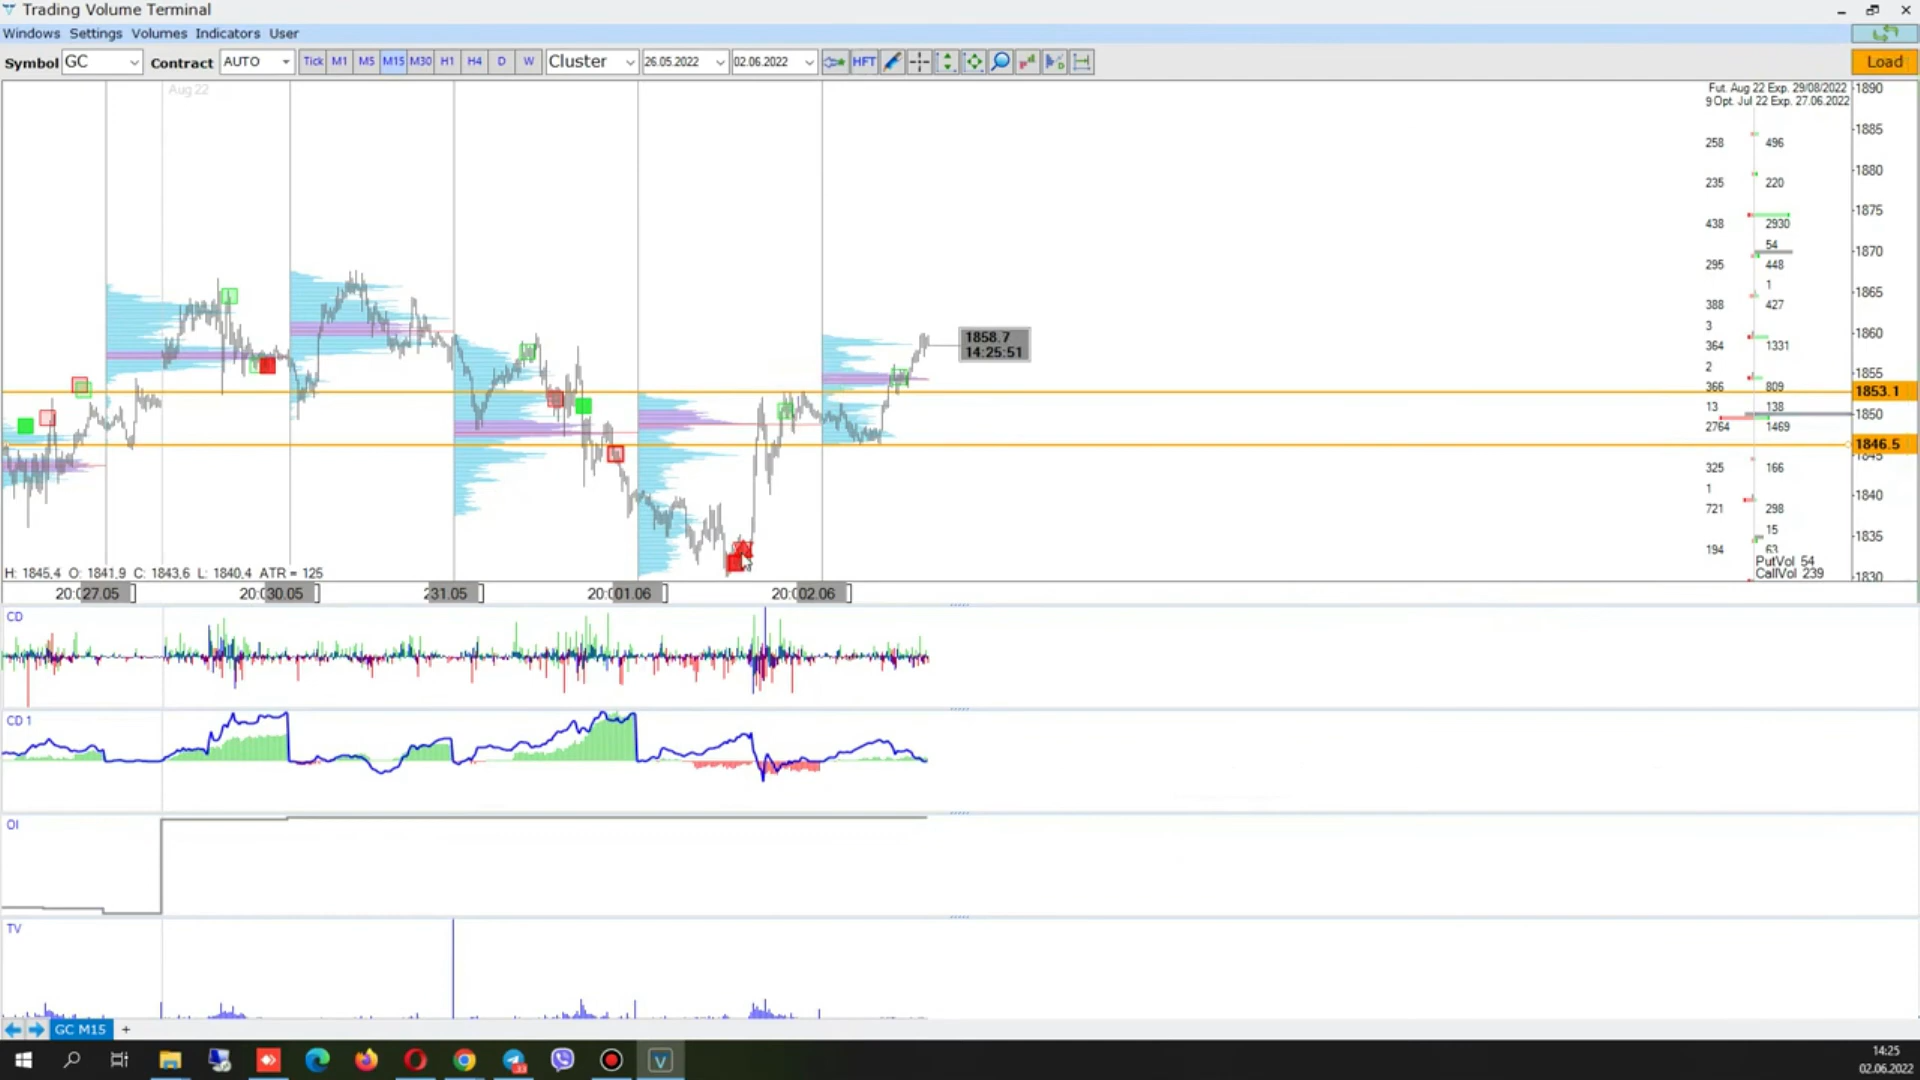 Trading Volume Terminal
Windows Settings Volumes Indicators User
Symbol GC Contract AUTO Tick M1 M5 M15 M30 H1 H4 D W Cluster 26.05.2022 02.06.2022 HFT Load
Aug 22
Fut. Aug 22 Exp. 29/08/2022 1890
9 Opt. Jul 22 Exp. 27.06.2022
1885
258 496
1880
235 220
1875
438 2930
54 1870
295 448
1 1865
388 427
3 1860
1858.7
14:25:51
364 1331
2 1855
366 809
1853.1
13 138 1850
2764 1469
1846.5
1845
325 166
1 1840
721 298
15 1835
194 63
PutVol 54
CallVol 239
1830
H: 1845,4 O: 1841,9 C: 1843,6 L: 1840,4 ATR = 125
20:0 27.05 ] 20:0 30.05 ] 2 31.05 ] 20:0 01.06 ] 20:0 02.06 ]
CD
CD 1
OI
TV
GC M15 +
33
14:25
02.06.2022